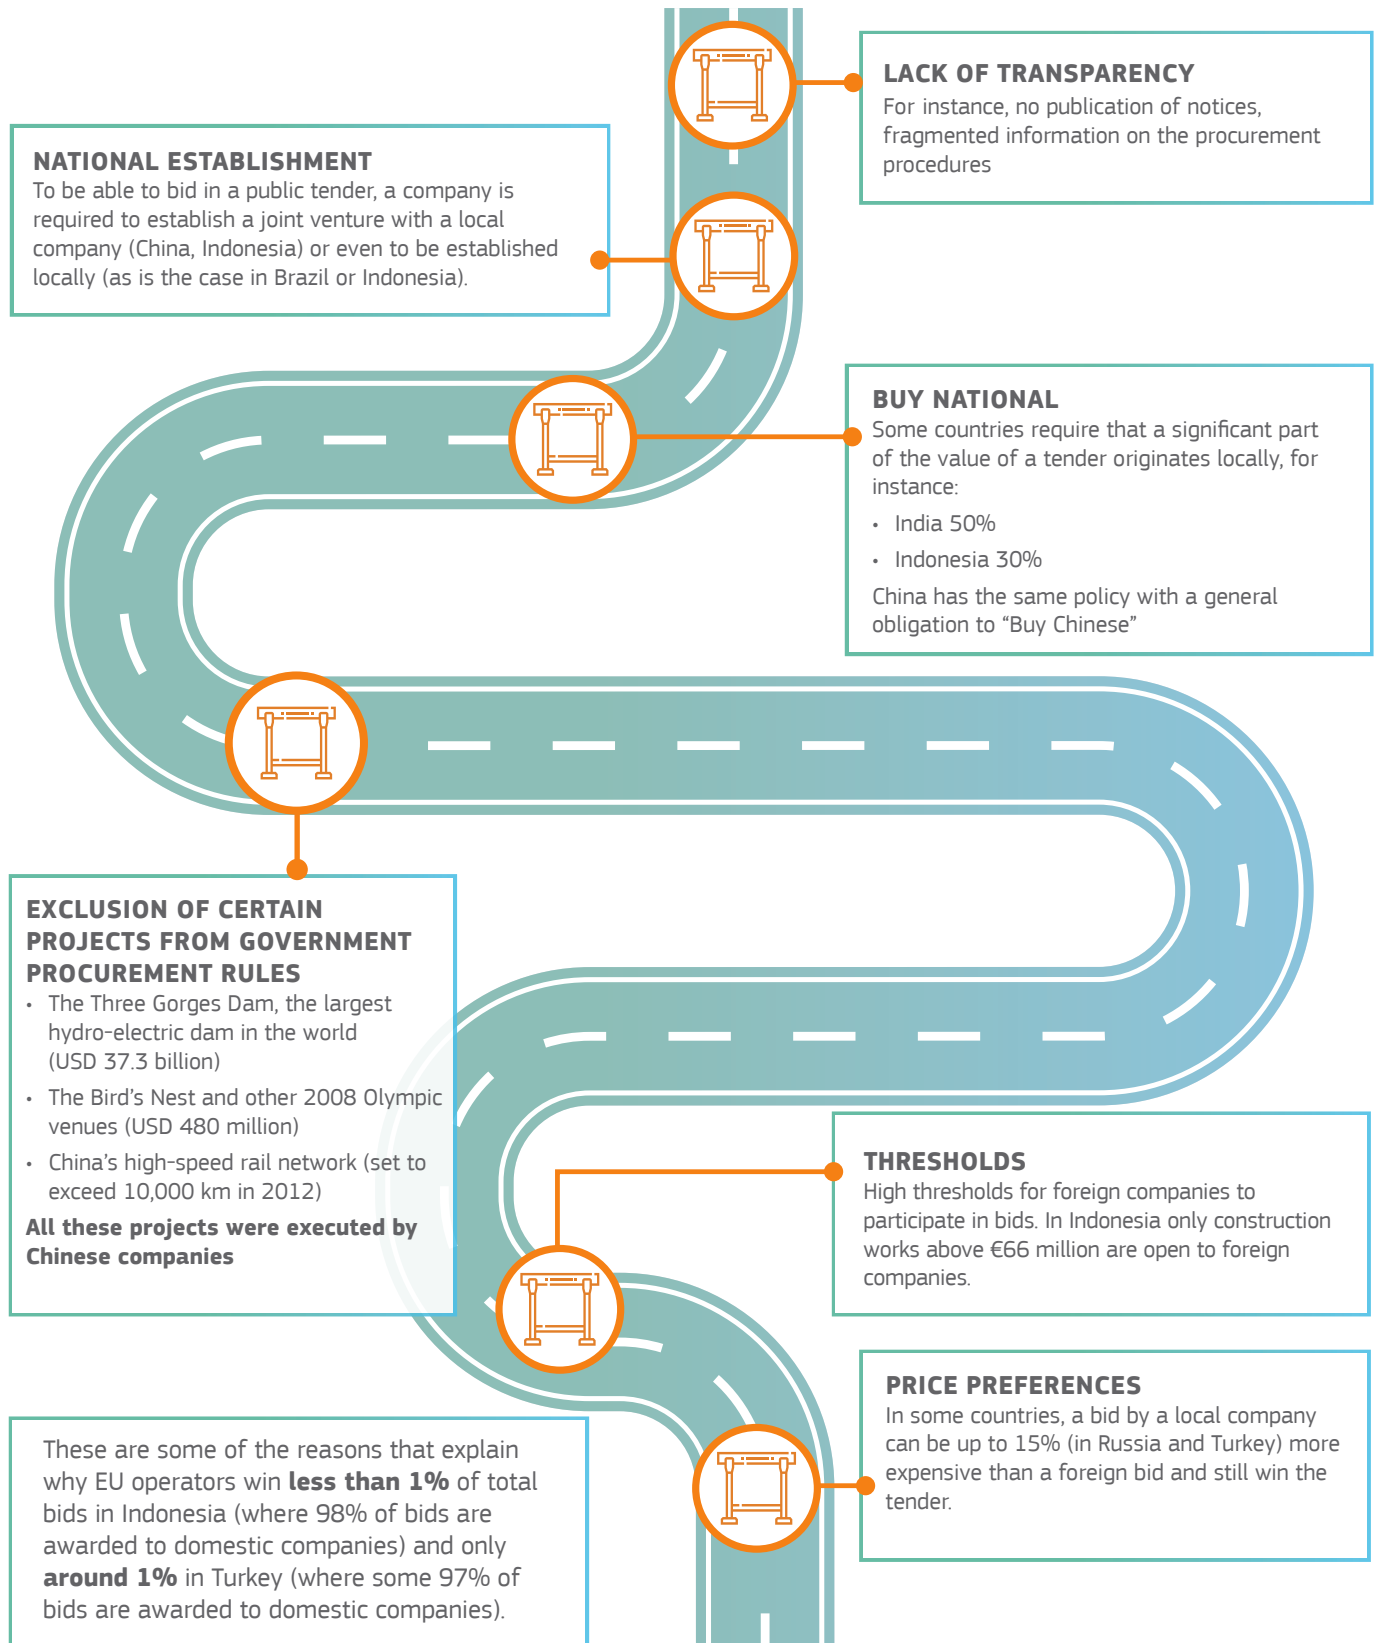 LACK OF TRANSPARENCY
For instance, no publication of notices,
fragmented information on the procurement
procedures
NATIONAL ESTABLISHMENT
To be able to bid in a public tender, a company is
required to establish a joint venture with a local
company (China, Indonesia) or even to be established
locally (as is the case in Brazil or Indonesia).
BUY NATIONAL
Some countries require that a significant part
of the value of a tender originates locally, for
instance:
• India 50%
• Indonesia 30%
China has the same policy with a general
obligation to “Buy Chinese”
EXCLUSION OF CERTAIN
PROJECTS FROM GOVERNMENT
PROCUREMENT RULES
• The Three Gorges Dam, the largest
hydro-electric dam in the world
(USD 37.3 billion)
• The Bird’s Nest and other 2008 Olympic
venues (USD 480 million)
• China’s high-speed rail network (set to
exceed 10,000 km in 2012)
All these projects were executed by
Chinese companies
THRESHOLDS
High thresholds for foreign companies to
participate in bids. In Indonesia only construction
works above €66 million are open to foreign
companies.
PRICE PREFERENCES
In some countries, a bid by a local company
can be up to 15% (in Russia and Turkey) more
expensive than a foreign bid and still win the
tender.
These are some of the reasons that explain
why EU operators win less than 1% of total
bids in Indonesia (where 98% of bids are
awarded to domestic companies) and only
around 1% in Turkey (where some 97% of
bids are awarded to domestic companies).